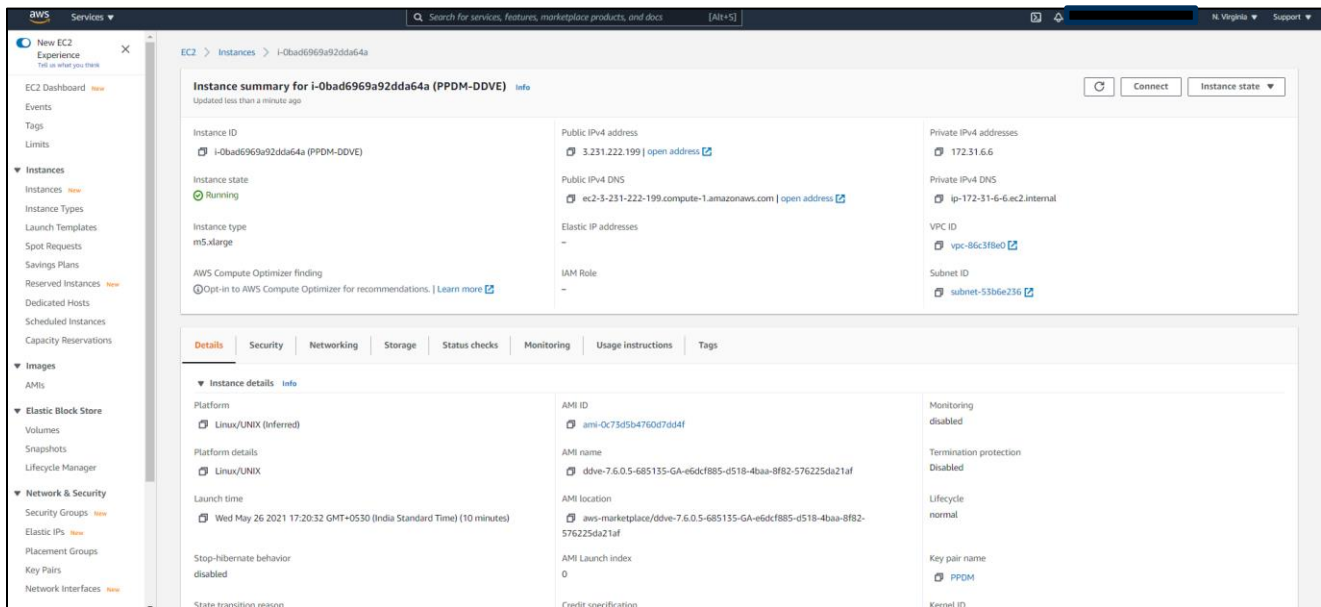 aws Services ▼ Search for services, features, marketplace products, and docs [Alt+S] N. Virginia ▼ Support ▼
New EC2
Experience
Tell us what you think
EC2 Dashboard New
Events
Tags
Limits
▼ Instances
Instances New
Instance Types
Launch Templates
Spot Requests
Savings Plans
Reserved Instances New
Dedicated Hosts
Scheduled Instances
Capacity Reservations
▼ Images
AMIs
▼ Elastic Block Store
Volumes
Snapshots
Lifecycle Manager
▼ Network & Security
Security Groups New
Elastic IPs New
Placement Groups
Key Pairs
Network Interfaces New
EC2 > Instances > i-0bad6969a92dda64a
Instance summary for i-0bad6969a92dda64a (PPDM-DDVE) Info
Updated less than a minute ago
Connect
Instance state ▼
Instance ID
i-0bad6969a92dda64a (PPDM-DDVE)
Public IPv4 address
3.231.222.199 | open address
Private IPv4 addresses
172.31.6.6
Instance state
Running
Public IPv4 DNS
ec2-3-231-222-199.compute-1.amazonaws.com | open address
Private IPv4 DNS
ip-172-31-6-6.ec2.internal
Instance type
m5.xlarge
Elastic IP addresses
–
VPC ID
vpc-86c3f8e0
AWS Compute Optimizer finding
Opt-in to AWS Compute Optimizer for recommendations. | Learn more
IAM Role
–
Subnet ID
subnet-53b6e236
Details Security Networking Storage Status checks Monitoring Usage instructions Tags
▼ Instance details Info
Platform
Linux/UNIX (Inferred)
AMI ID
ami-0c73d5b4760d7dd4f
Monitoring
disabled
Platform details
Linux/UNIX
AMI name
ddve-7.6.0.5-685135-GA-e6dcf885-d518-4baa-8f82-576225da21af
Termination protection
Disabled
Launch time
Wed May 26 2021 17:20:32 GMT+0530 (India Standard Time) (10 minutes)
AMI location
aws-marketplace/ddve-7.6.0.5-685135-GA-e6dcf885-d518-4baa-8f82-
576225da21af
Lifecycle
normal
Stop-hibernate behavior
disabled
AMI Launch index
0
Key pair name
PPDM
State transition reason
Credit specification
Kernel ID